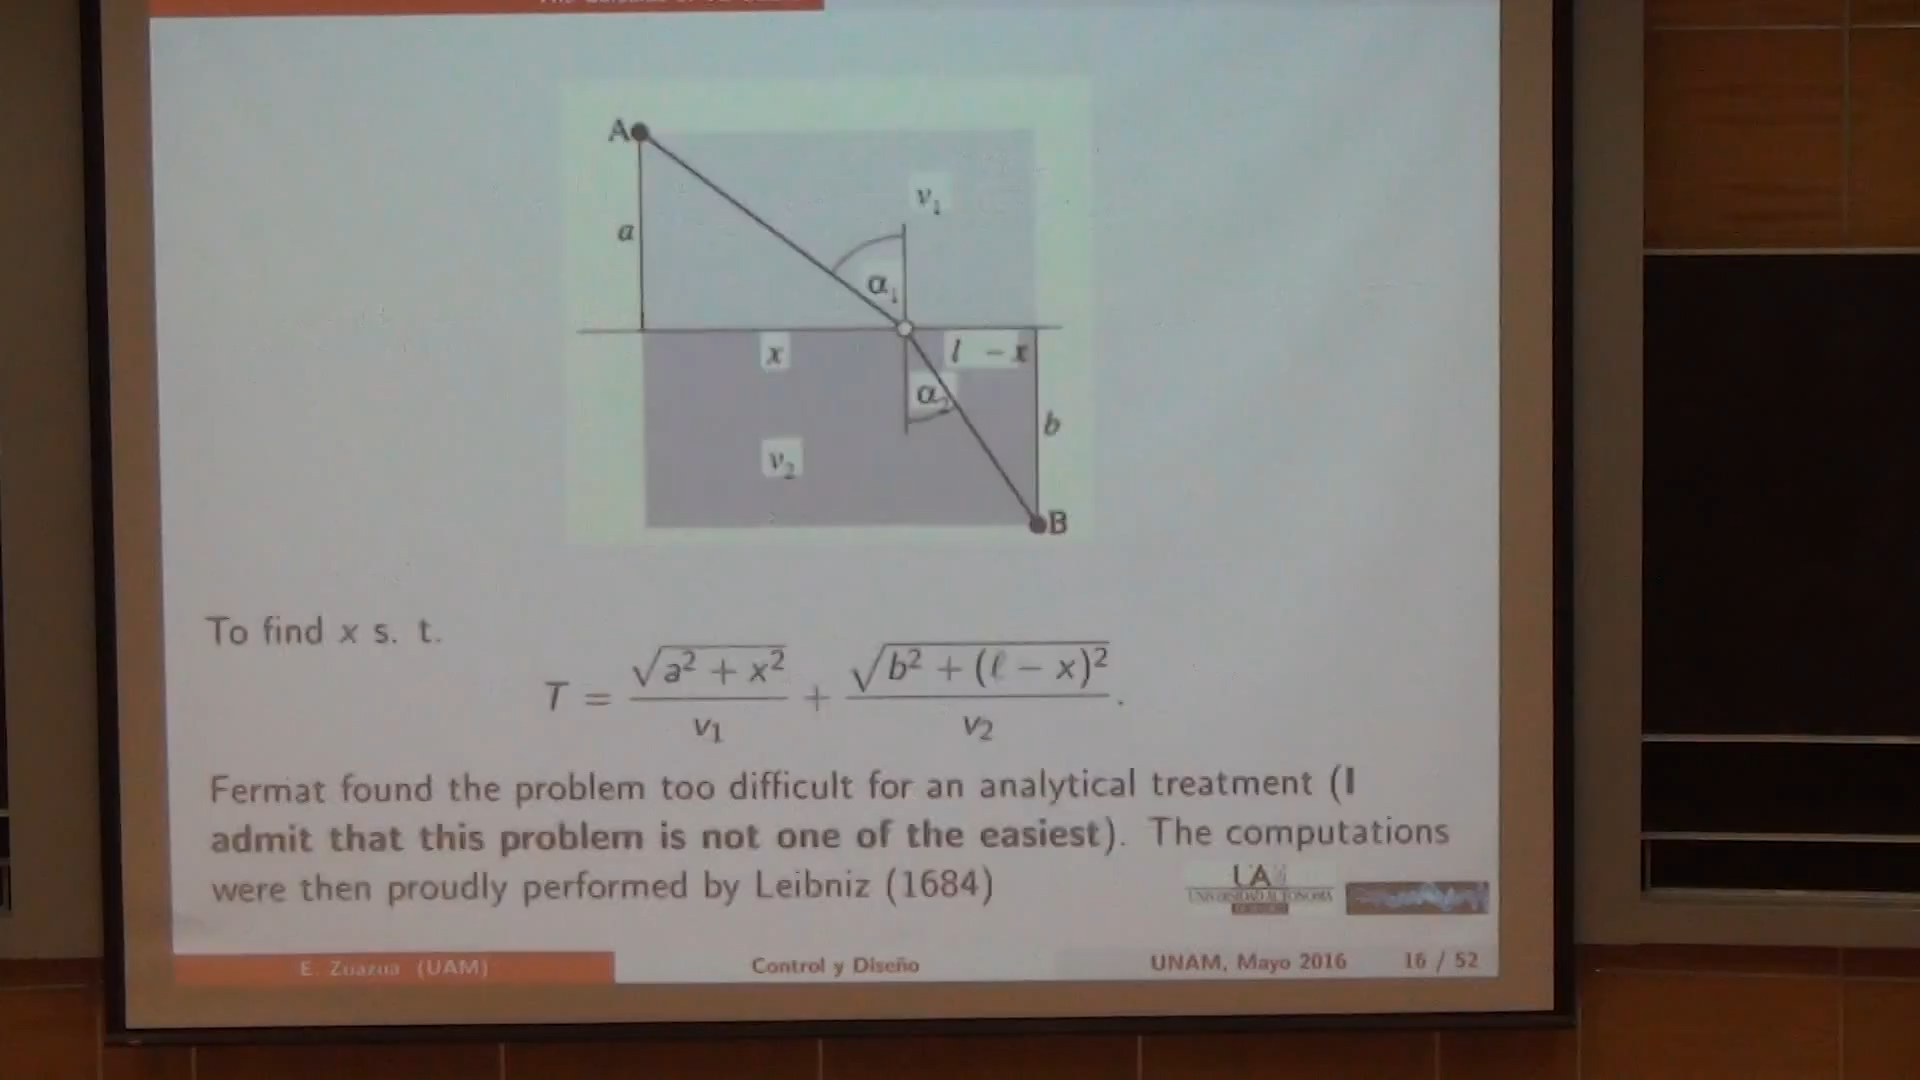 A
v₁
a
α₁
x
l - x
α₂
b
v₂
B
To find x s. t.
T = √(a² + x²) / v₁ + √(b² + (ℓ − x)²) / v₂ .
Fermat found the problem too difficult for an analytical treatment (I
admit that this problem is not one of the easiest). The computations
were then proudly performed by Leibniz (1684)
UNIVERSIDAD AUTONOMA
E. Zuazua (UAM)
Control y Diseño
UNAM, Mayo 2016
16 / 52